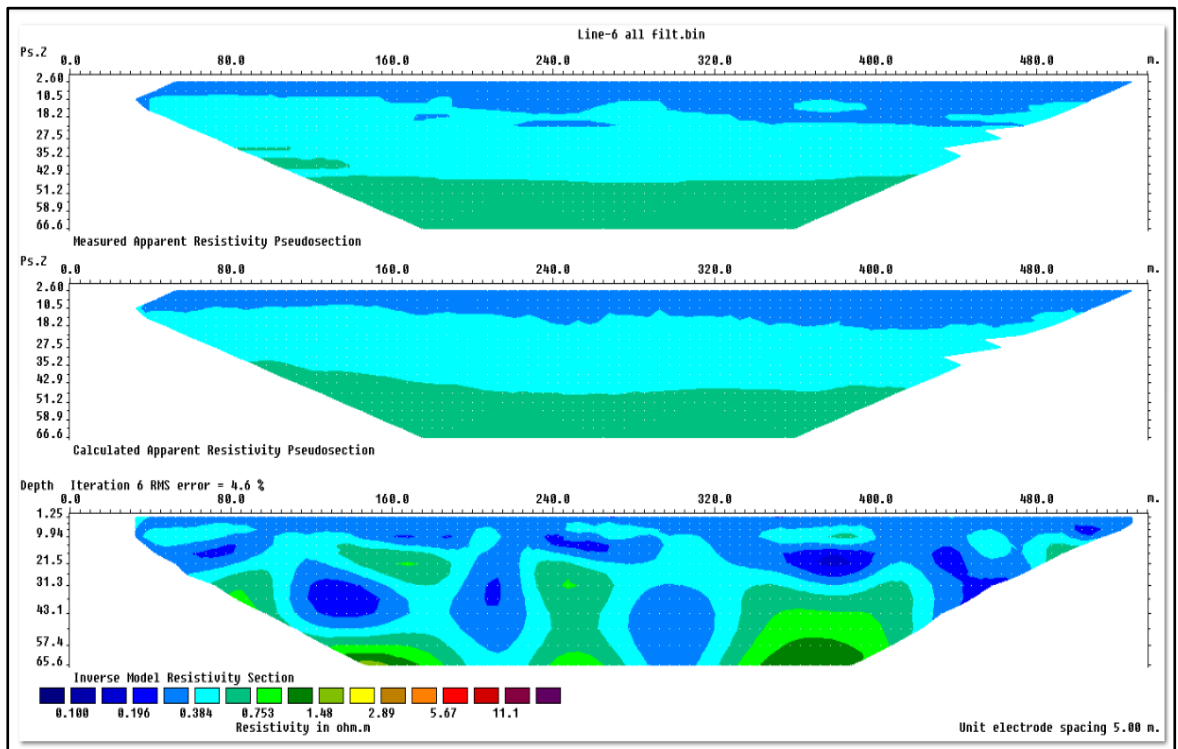 Line-6 all filt.bin
Ps.Z 0.0 80.0 160.0 240.0 320.0 400.0 480.0 m.
2.60
10.5
18.2
27.5
35.2
42.9
51.2
58.9
66.6
Measured Apparent Resistivity Pseudosection
Ps.Z 0.0 80.0 160.0 240.0 320.0 400.0 480.0 m.
2.60
10.5
18.2
27.5
35.2
42.9
51.2
58.9
66.6
Calculated Apparent Resistivity Pseudosection
Depth Iteration 6 RMS error = 4.6 %
0.0 80.0 160.0 240.0 320.0 400.0 480.0 m.
1.25
9.94
21.5
31.3
43.1
57.4
65.6
Inverse Model Resistivity Section
0.100 0.196 0.384 0.753 1.48 2.89 5.67 11.1
Resistivity in ohm.m Unit electrode spacing 5.00 m.